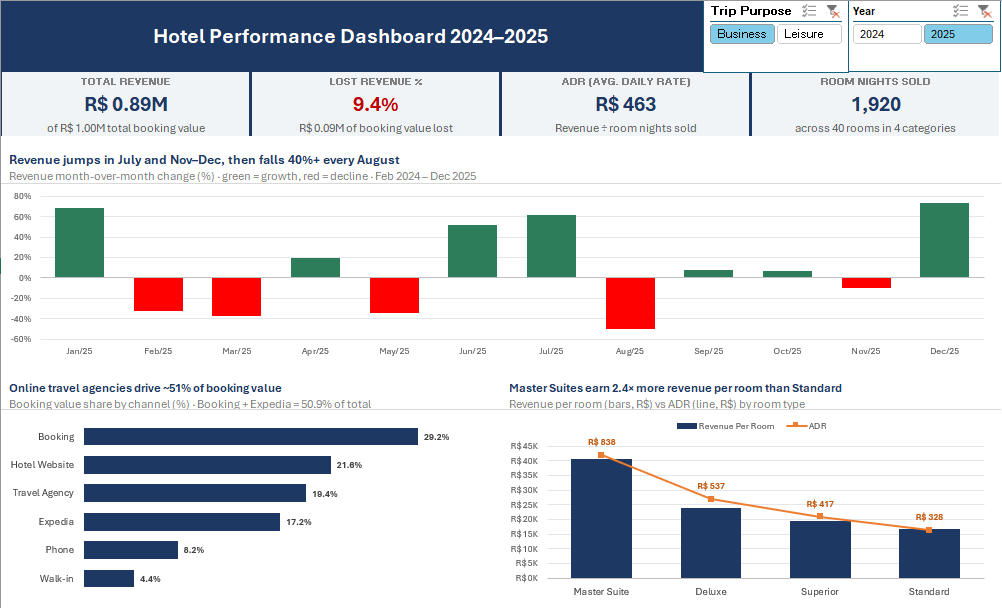 Hotel Performance Dashboard 2024–2025
Trip Purpose
Business Leisure
Year
2024 2025
TOTAL REVENUE
R$ 0.89M
of R$ 1.00M total booking value
LOST REVENUE %
9.4%
R$ 0.09M of booking value lost
ADR (AVG. DAILY RATE)
R$ 463
Revenue ÷ room nights sold
ROOM NIGHTS SOLD
1,920
across 40 rooms in 4 categories
Revenue jumps in July and Nov–Dec, then falls 40%+ every August
Revenue month-over-month change (%) · green = growth, red = decline · Feb 2024 – Dec 2025
80%
60%
40%
20%
0%
-20%
-40%
-60%
Jan/25 Feb/25 Mar/25 Apr/25 May/25 Jun/25 Jul/25 Aug/25 Sep/25 Oct/25 Nov/25 Dec/25
Online travel agencies drive ~51% of booking value
Booking value share by channel (%) · Booking + Expedia = 50.9% of total
Booking 29.2%
Hotel Website 21.6%
Travel Agency 19.4%
Expedia 17.2%
Phone 8.2%
Walk-in 4.4%
Master Suites earn 2.4× more revenue per room than Standard
Revenue per room (bars, R$) vs ADR (line, R$) by room type
Revenue Per Room ADR
R$45K
R$40K
R$35K
R$30K
R$25K
R$20K
R$15K
R$10K
R$5K
R$0K
R$ 838
R$ 537
R$ 417
R$ 328
Master Suite Deluxe Superior Standard